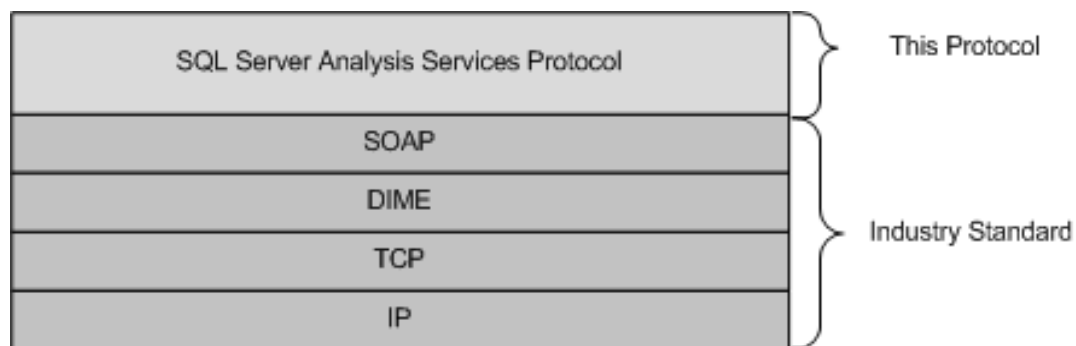 SQL Server Analysis Services Protocol
This Protocol
SOAP
DIME
TCP
IP
Industry Standard